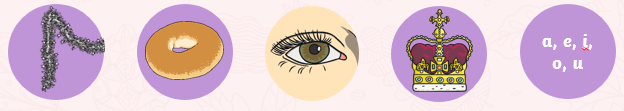 a, e, i,
o, u